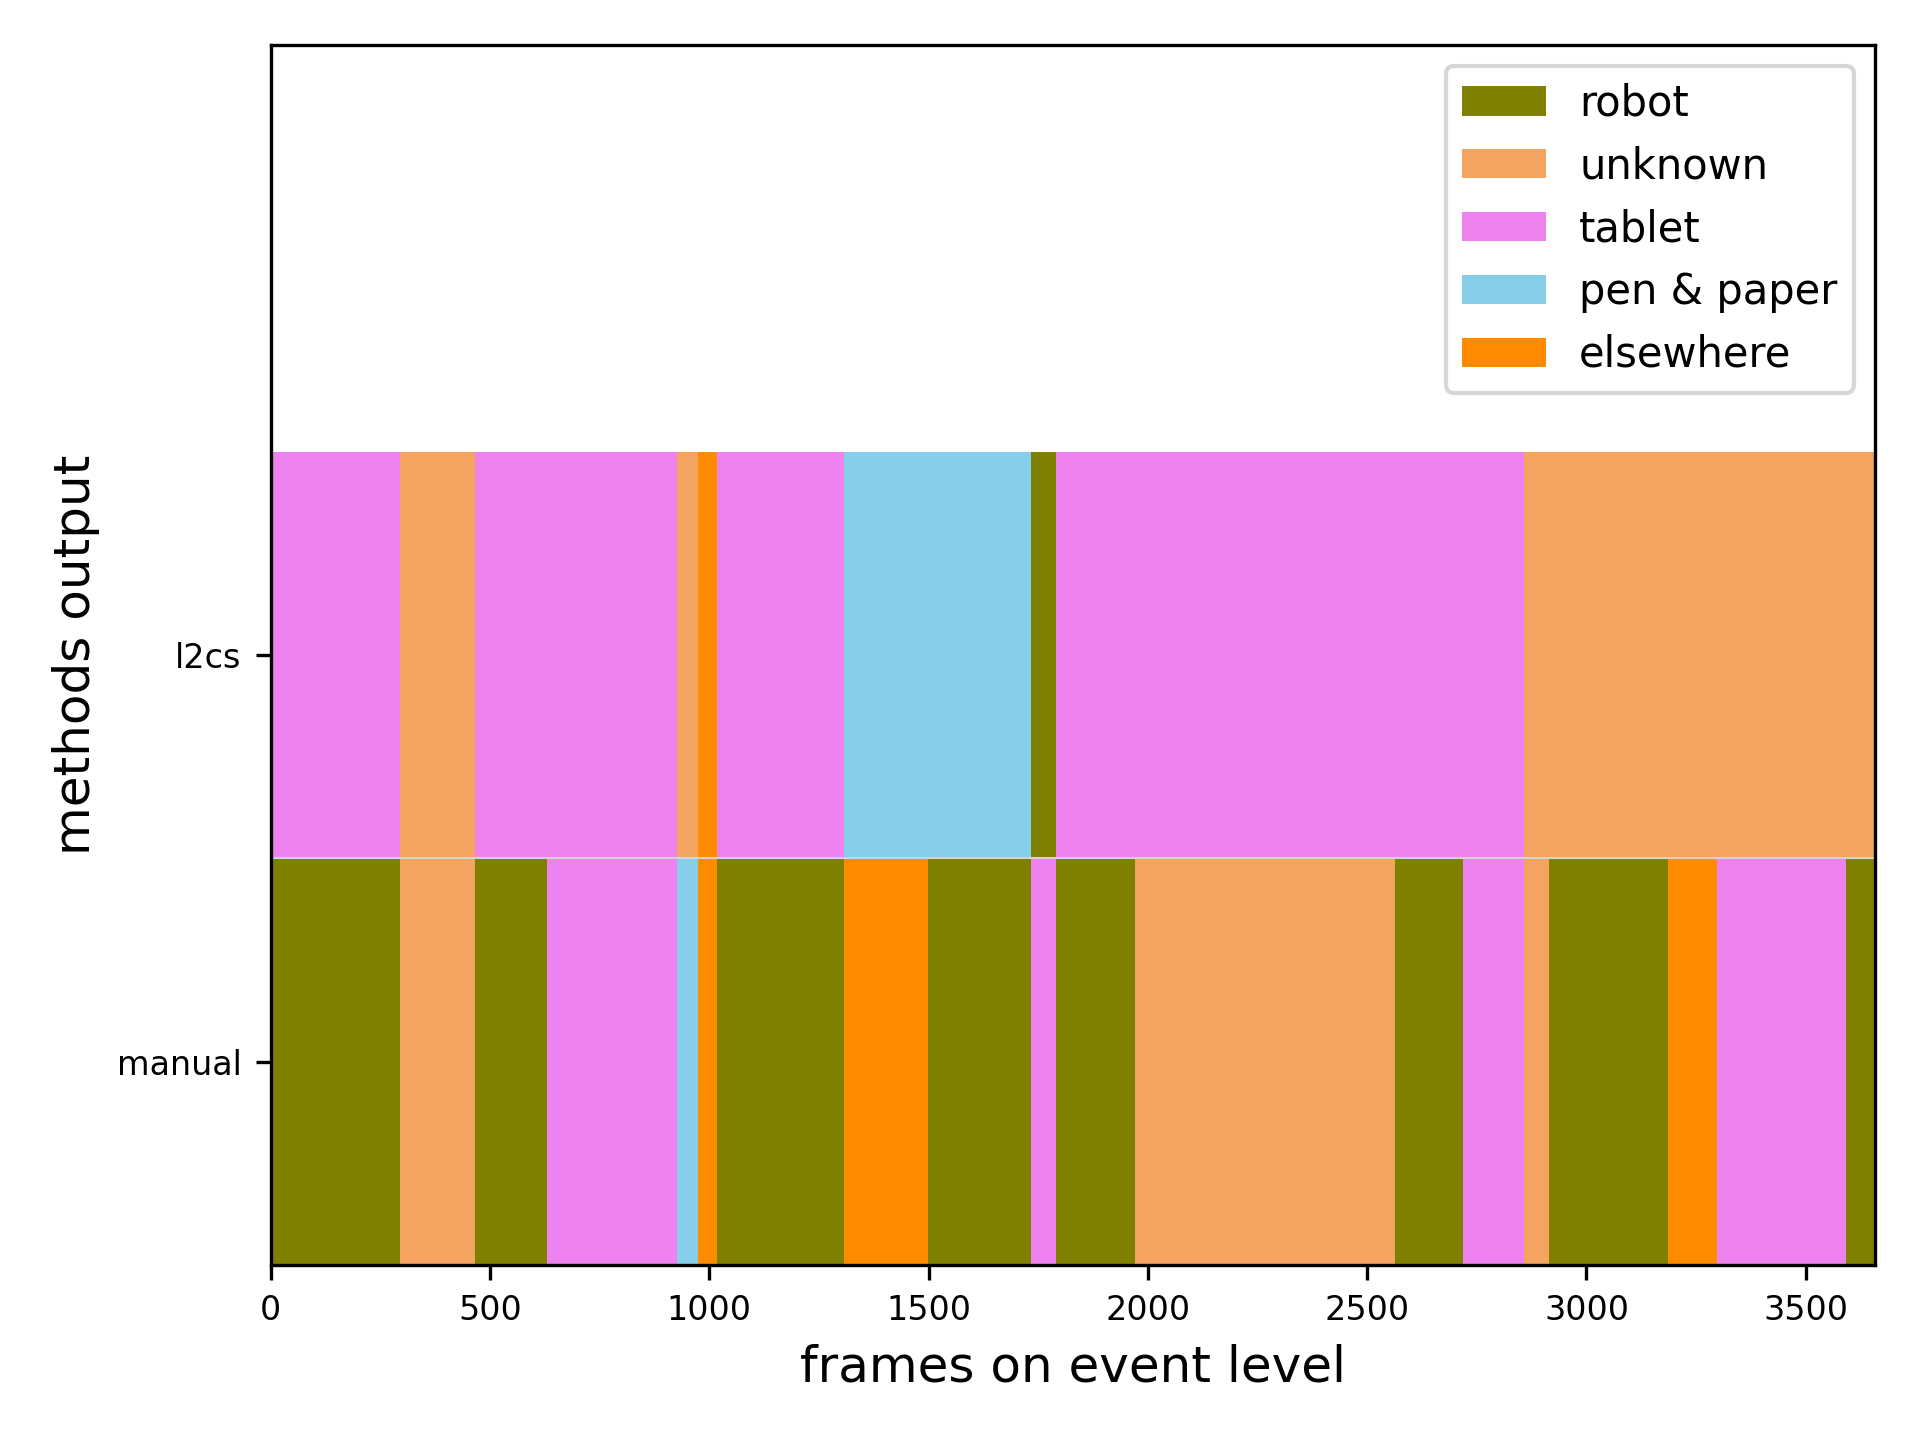 robot
unknown
tablet
pen & paper
elsewhere
methods output
l2cs
manual
0 500 1000 1500 2000 2500 3000 3500
frames on event level